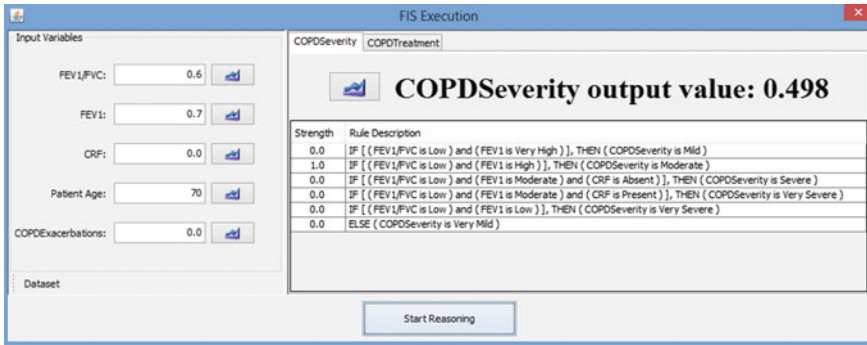 FIS Execution
Input Variables
FEV1/FVC: 0.6
FEV1: 0.7
CRF: 0.0
Patient Age: 70
COPDExacerbations: 0.0
Dataset
COPDSeverity COPDTreatment
COPDSeverity output value: 0.498
Strength Rule Description
0.0 IF [ ( FEV1/FVC is Low ) and ( FEV1 is Very High ) ], THEN ( COPDSeverity is Mild )
1.0 IF [ ( FEV1/FVC is Low ) and ( FEV1 is High ) ], THEN ( COPDSeverity is Moderate )
0.0 IF [ ( FEV1/FVC is Low ) and ( FEV1 is Moderate ) and ( CRF is Absent ) ], THEN ( COPDSeverity is Severe )
0.0 IF [ ( FEV1/FVC is Low ) and ( FEV1 is Moderate ) and ( CRF is Present ) ], THEN ( COPDSeverity is Very Severe )
0.0 IF [ ( FEV1/FVC is Low ) and ( FEV1 is Low ) ], THEN ( COPDSeverity is Very Severe )
0.0 ELSE ( COPDSeverity is Very Mild )
Start Reasoning